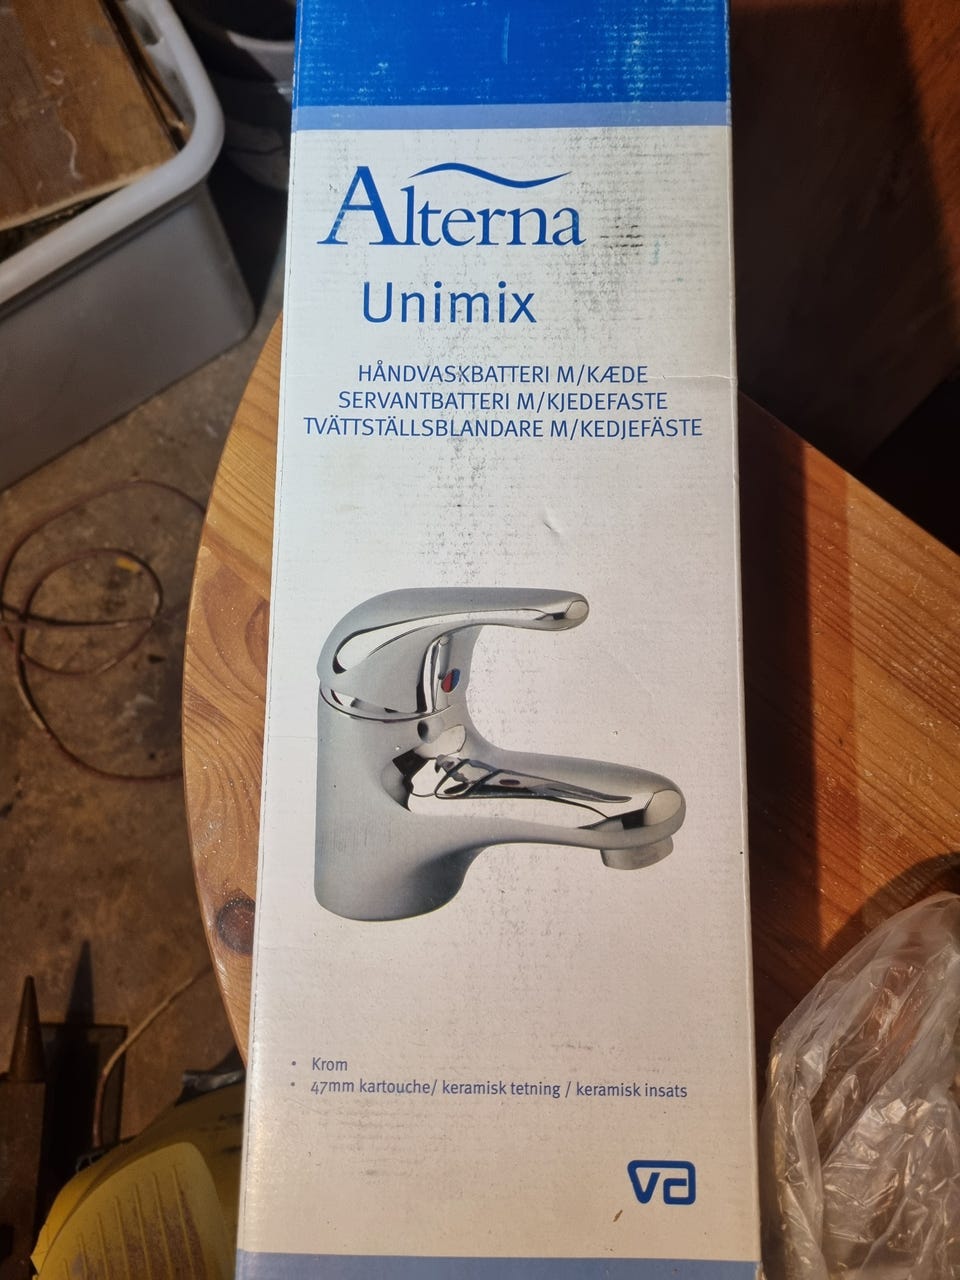 Alterna
Unimix
HÅNDVASKBATTERI M/KÆDE
SERVANTBATTERI M/KJEDEFASTE
TVÄTTSTÄLLSBLANDARE M/KEDJEFÄSTE
• Krom
• 47mm kartouche/ keramisk tetning / keramisk insats
va